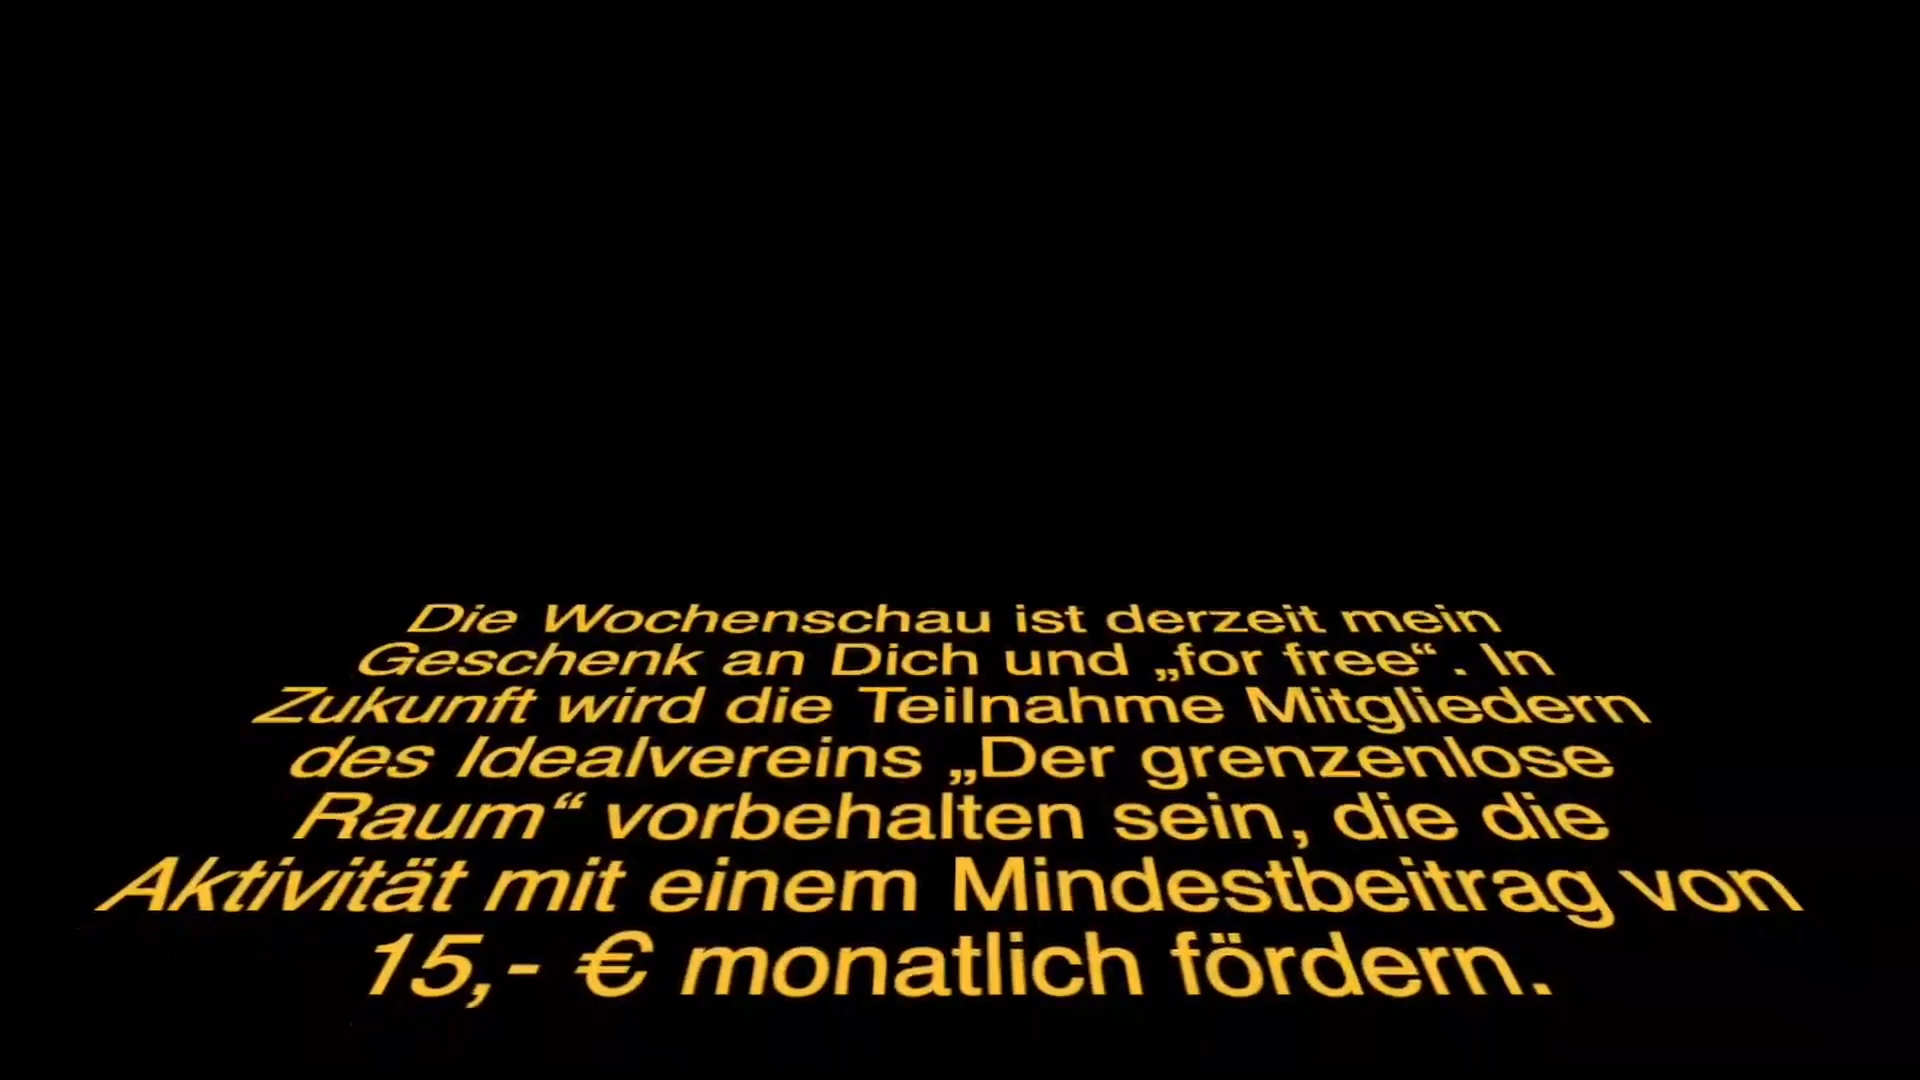 Die Wochenschau ist derzeit mein
Geschenk an Dich und „for free“. In
Zukunft wird die Teilnahme Mitgliedern
des Idealvereins „Der grenzenlose
Raum“ vorbehalten sein, die die
Aktivität mit einem Mindestbeitrag von
15,- € monatlich fördern.